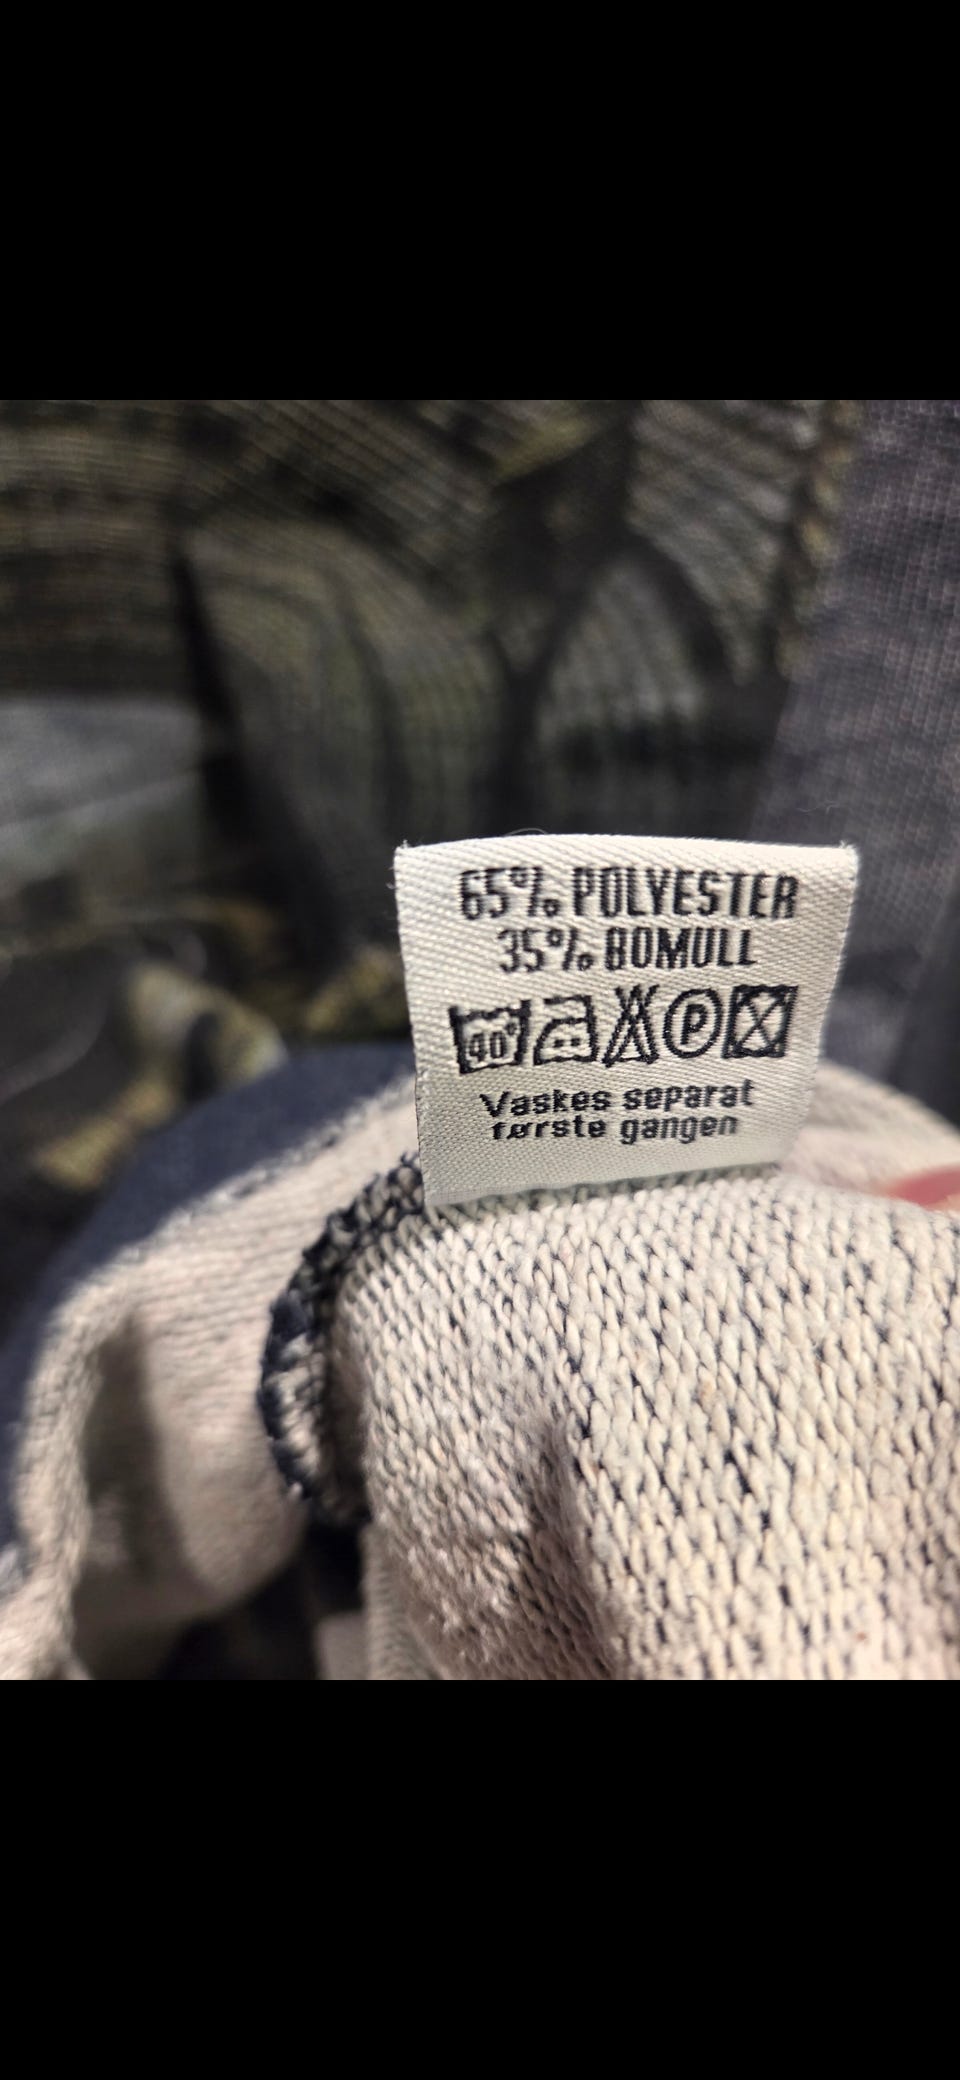 65% POLYESTER
35% BOMULL
40° P
Vaskes separat
første gangen